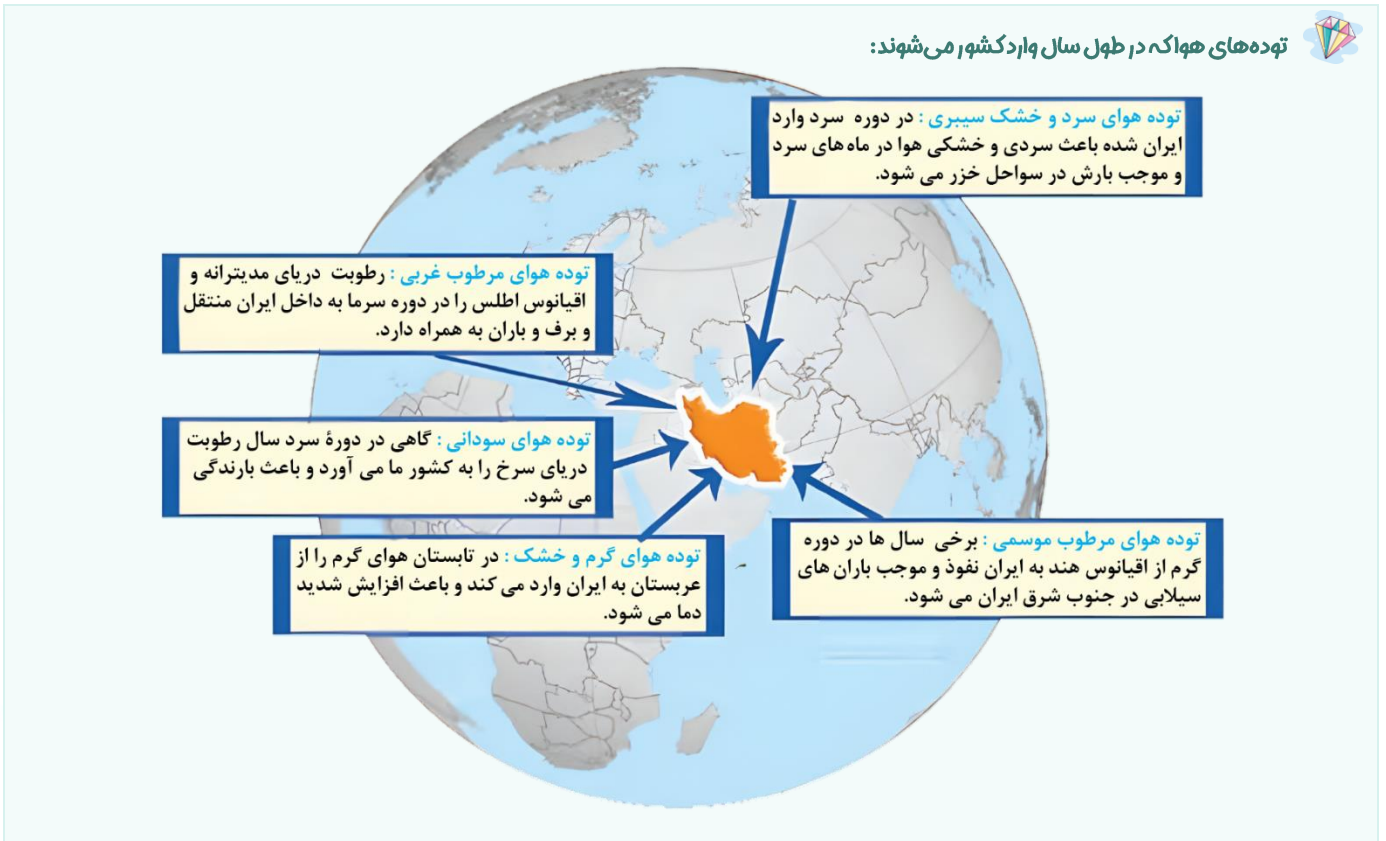 توده‌های هوا که در طول سال وارد کشور می‌شوند:
توده هوای سرد و خشک سیبری : در دوره سرد وارد
ایران شده باعث سردی و خشکی هوا در ماه های سرد
و موجب بارش در سواحل خزر می شود.
توده هوای مرطوب غربی : رطوبت دریای مدیترانه و
اقیانوس اطلس را در دوره سرما به داخل ایران منتقل
و برف و باران به همراه دارد.
توده هوای سودانی : گاهی در دورهٔ سرد سال رطوبت
دریای سرخ را به کشور ما می آورد و باعث بارندگی
می شود.
توده هوای مرطوب موسمی : برخی سال ها در دوره
گرم از اقیانوس هند به ایران نفوذ و موجب باران های
سیلابی در جنوب شرق ایران می شود.
توده هوای گرم و خشک : در تابستان هوای گرم را از
عربستان به ایران وارد می کند و باعث افزایش شدید
دما می شود.